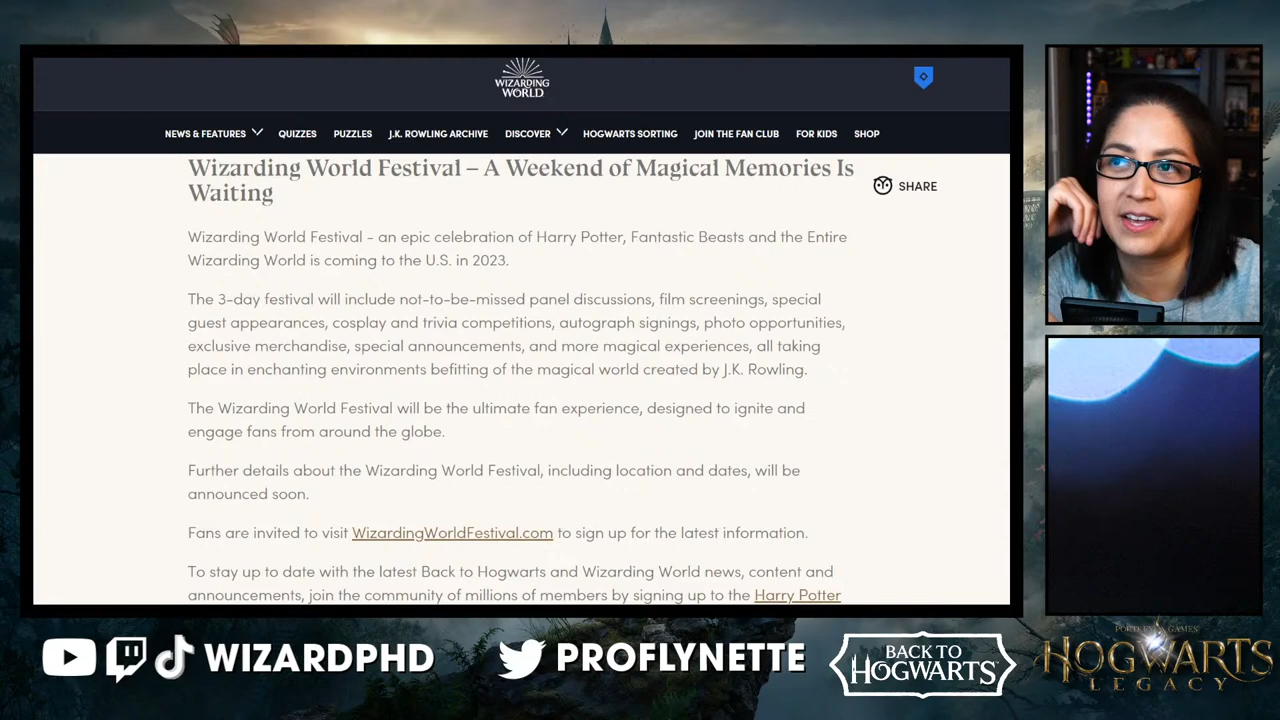 WIZARDING
WORLD
NEWS & FEATURES QUIZZES PUZZLES J.K. ROWLING ARCHIVE DISCOVER HOGWARTS SORTING JOIN THE FAN CLUB FOR KIDS SHOP
Wizarding World Festival – A Weekend of Magical Memories Is
Waiting
SHARE
Wizarding World Festival - an epic celebration of Harry Potter, Fantastic Beasts and the Entire
Wizarding World is coming to the U.S. in 2023.
The 3-day festival will include not-to-be-missed panel discussions, film screenings, special
guest appearances, cosplay and trivia competitions, autograph signings, photo opportunities,
exclusive merchandise, special announcements, and more magical experiences, all taking
place in enchanting environments befitting of the magical world created by J.K. Rowling.
The Wizarding World Festival will be the ultimate fan experience, designed to ignite and
engage fans from around the globe.
Further details about the Wizarding World Festival, including location and dates, will be
announced soon.
Fans are invited to visit WizardingWorldFestival.com to sign up for the latest information.
To stay up to date with the latest Back to Hogwarts and Wizarding World news, content and
announcements, join the community of millions of members by signing up to the Harry Potter
WIZARDPHD
PROFLYNETTE
BACK TO
HOGWARTS
PORTKEY GAMES
HOGWARTS
LEGACY